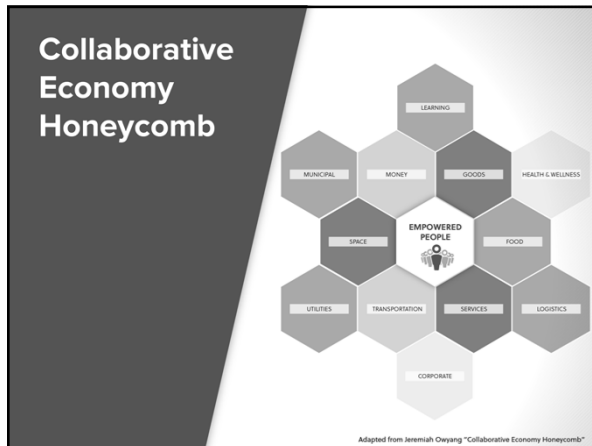 Collaborative
Economy
Honeycomb
LEARNING
MUNICIPAL
MONEY
GOODS
HEALTH & WELLNESS
SPACE
EMPOWERED
PEOPLE
FOOD
UTILITIES
TRANSPORTATION
SERVICES
LOGISTICS
CORPORATE
Adapted from Jeremiah Owyang "Collaborative Economy Honeycomb"